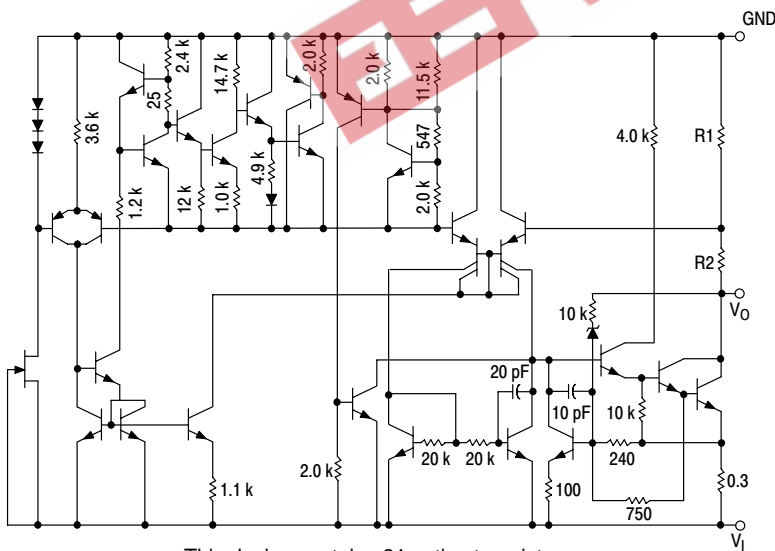 GND
2.4 k
25
3.6 k
1.2 k
12 k
14.7 k
1.0 k
4.9 k
2.0 k
2.0 k
11.5 k
547
2.0 k
4.0 k
R1
R2
VO
10 k
20 pF
10 pF
10 k
20 k
20 k
240
2.0 k
1.1 k
100
750
0.3
VI